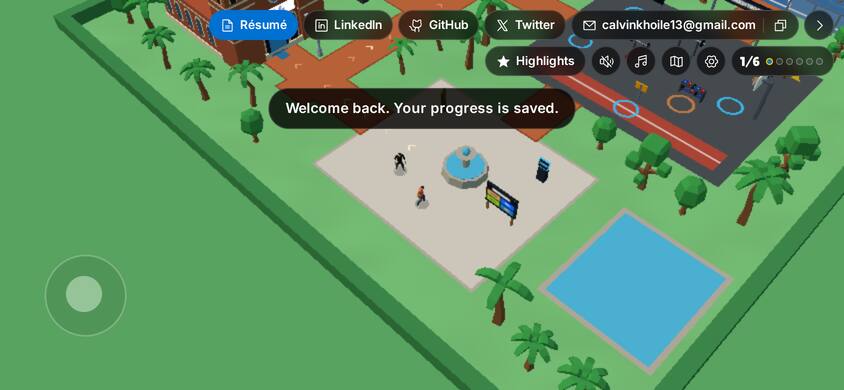 Résumé
LinkedIn
GitHub
Twitter
calvinkhoile13@gmail.com
Highlights
1/6
Welcome back. Your progress is saved.